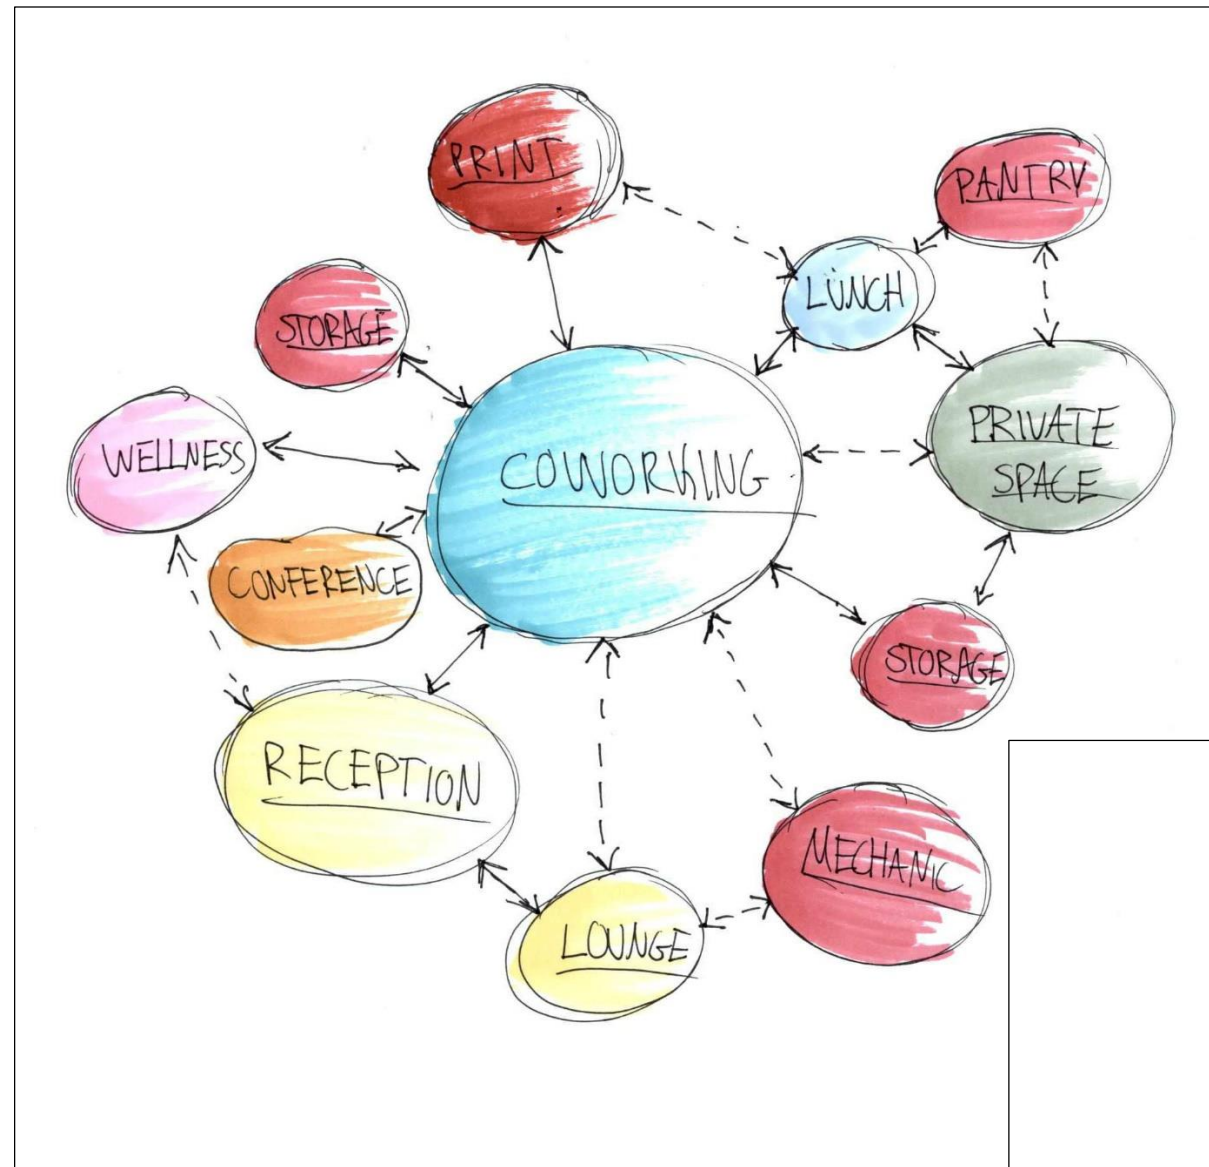 PRINT
PANTRY
LUNCH
STORAGE
PRIVATE
SPACE
WELLNESS
COWORKING
CONFERENCE
STORAGE
RECEPTION
MECHANIC
LOUNGE